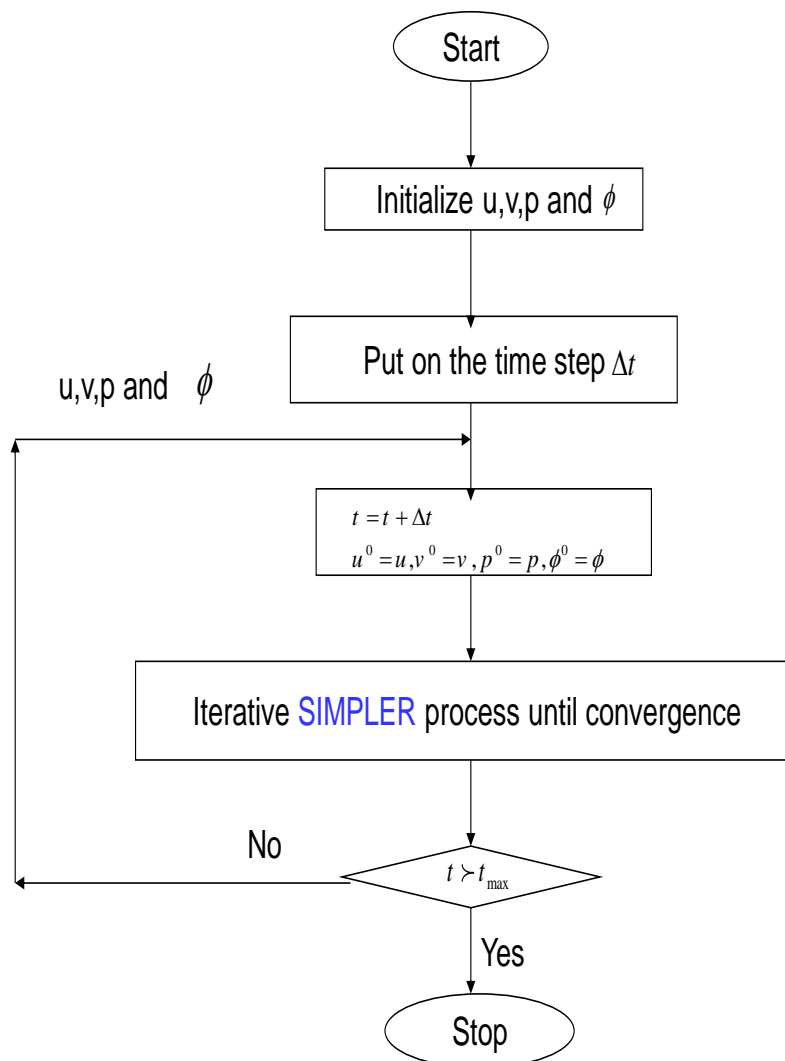 Start
Initialize u,v,p and ϕ
Put on the time step Δt
u,v,p and ϕ
t = t + Δt
u⁰ = u, v⁰ = v, p⁰ = p, ϕ⁰ = ϕ
Iterative SIMPLER process until convergence
No
t ≻ t_max
Yes
Stop